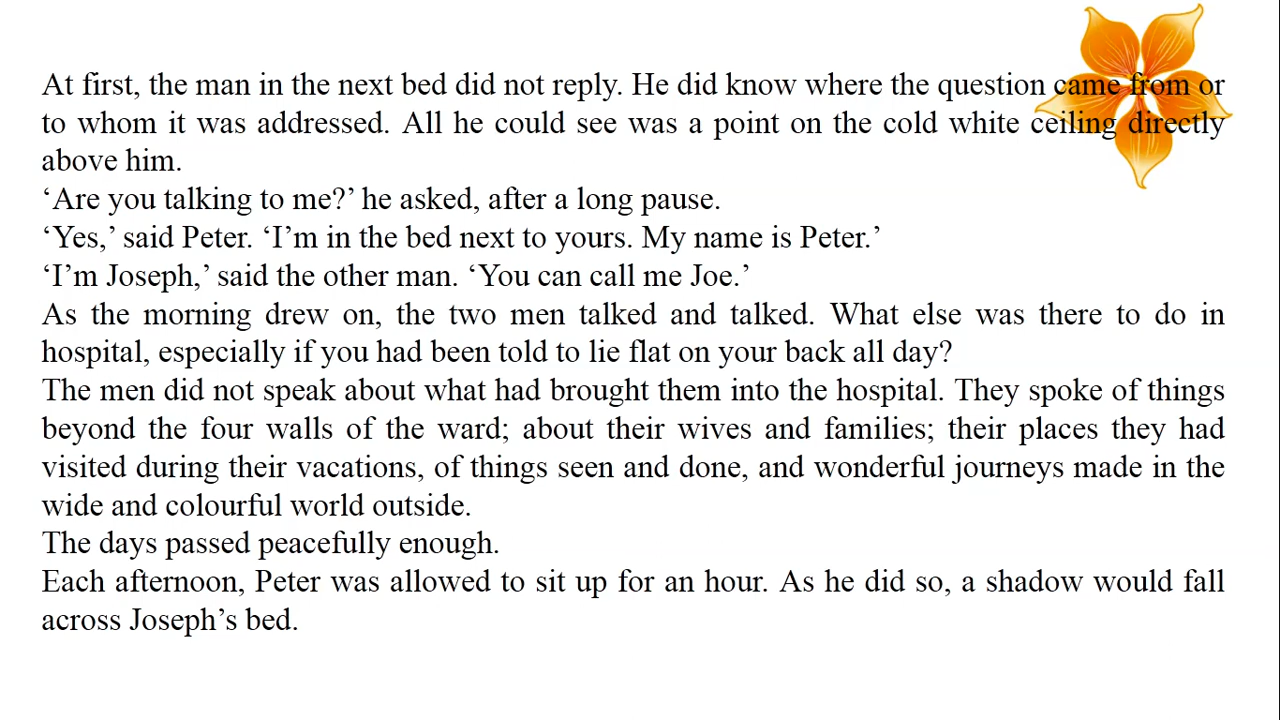 At first, the man in the next bed did not reply. He did know where the question came from or
to whom it was addressed. All he could see was a point on the cold white ceiling directly
above him.
‘Are you talking to me?’ he asked, after a long pause.
‘Yes,’ said Peter. ‘I’m in the bed next to yours. My name is Peter.’
‘I’m Joseph,’ said the other man. ‘You can call me Joe.’
As the morning drew on, the two men talked and talked. What else was there to do in
hospital, especially if you had been told to lie flat on your back all day?
The men did not speak about what had brought them into the hospital. They spoke of things
beyond the four walls of the ward; about their wives and families; their places they had
visited during their vacations, of things seen and done, and wonderful journeys made in the
wide and colourful world outside.
The days passed peacefully enough.
Each afternoon, Peter was allowed to sit up for an hour. As he did so, a shadow would fall
across Joseph’s bed.